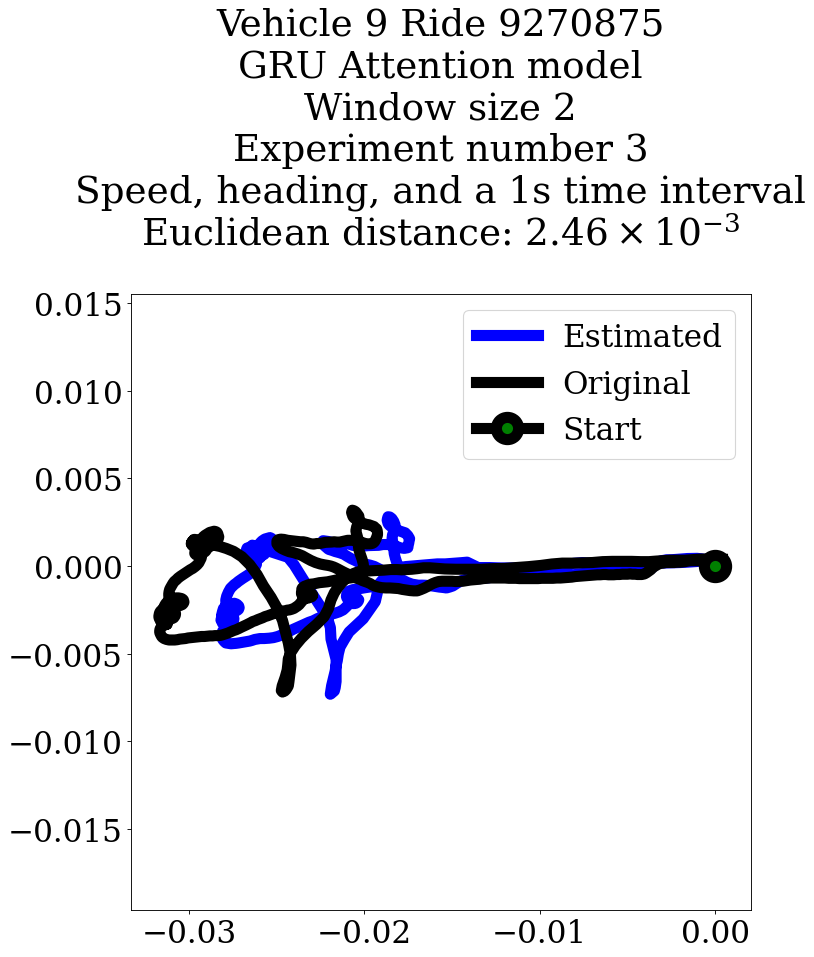 Vehicle 9 Ride 9270875
GRU Attention model
Window size 2
Experiment number 3
Speed, heading, and a 1s time interval
Euclidean distance: 2.46 × 10⁻³
Estimated
Original
Start
0.015
0.010
0.005
0.000
−0.005
−0.010
−0.015
−0.03
−0.02
−0.01
0.00